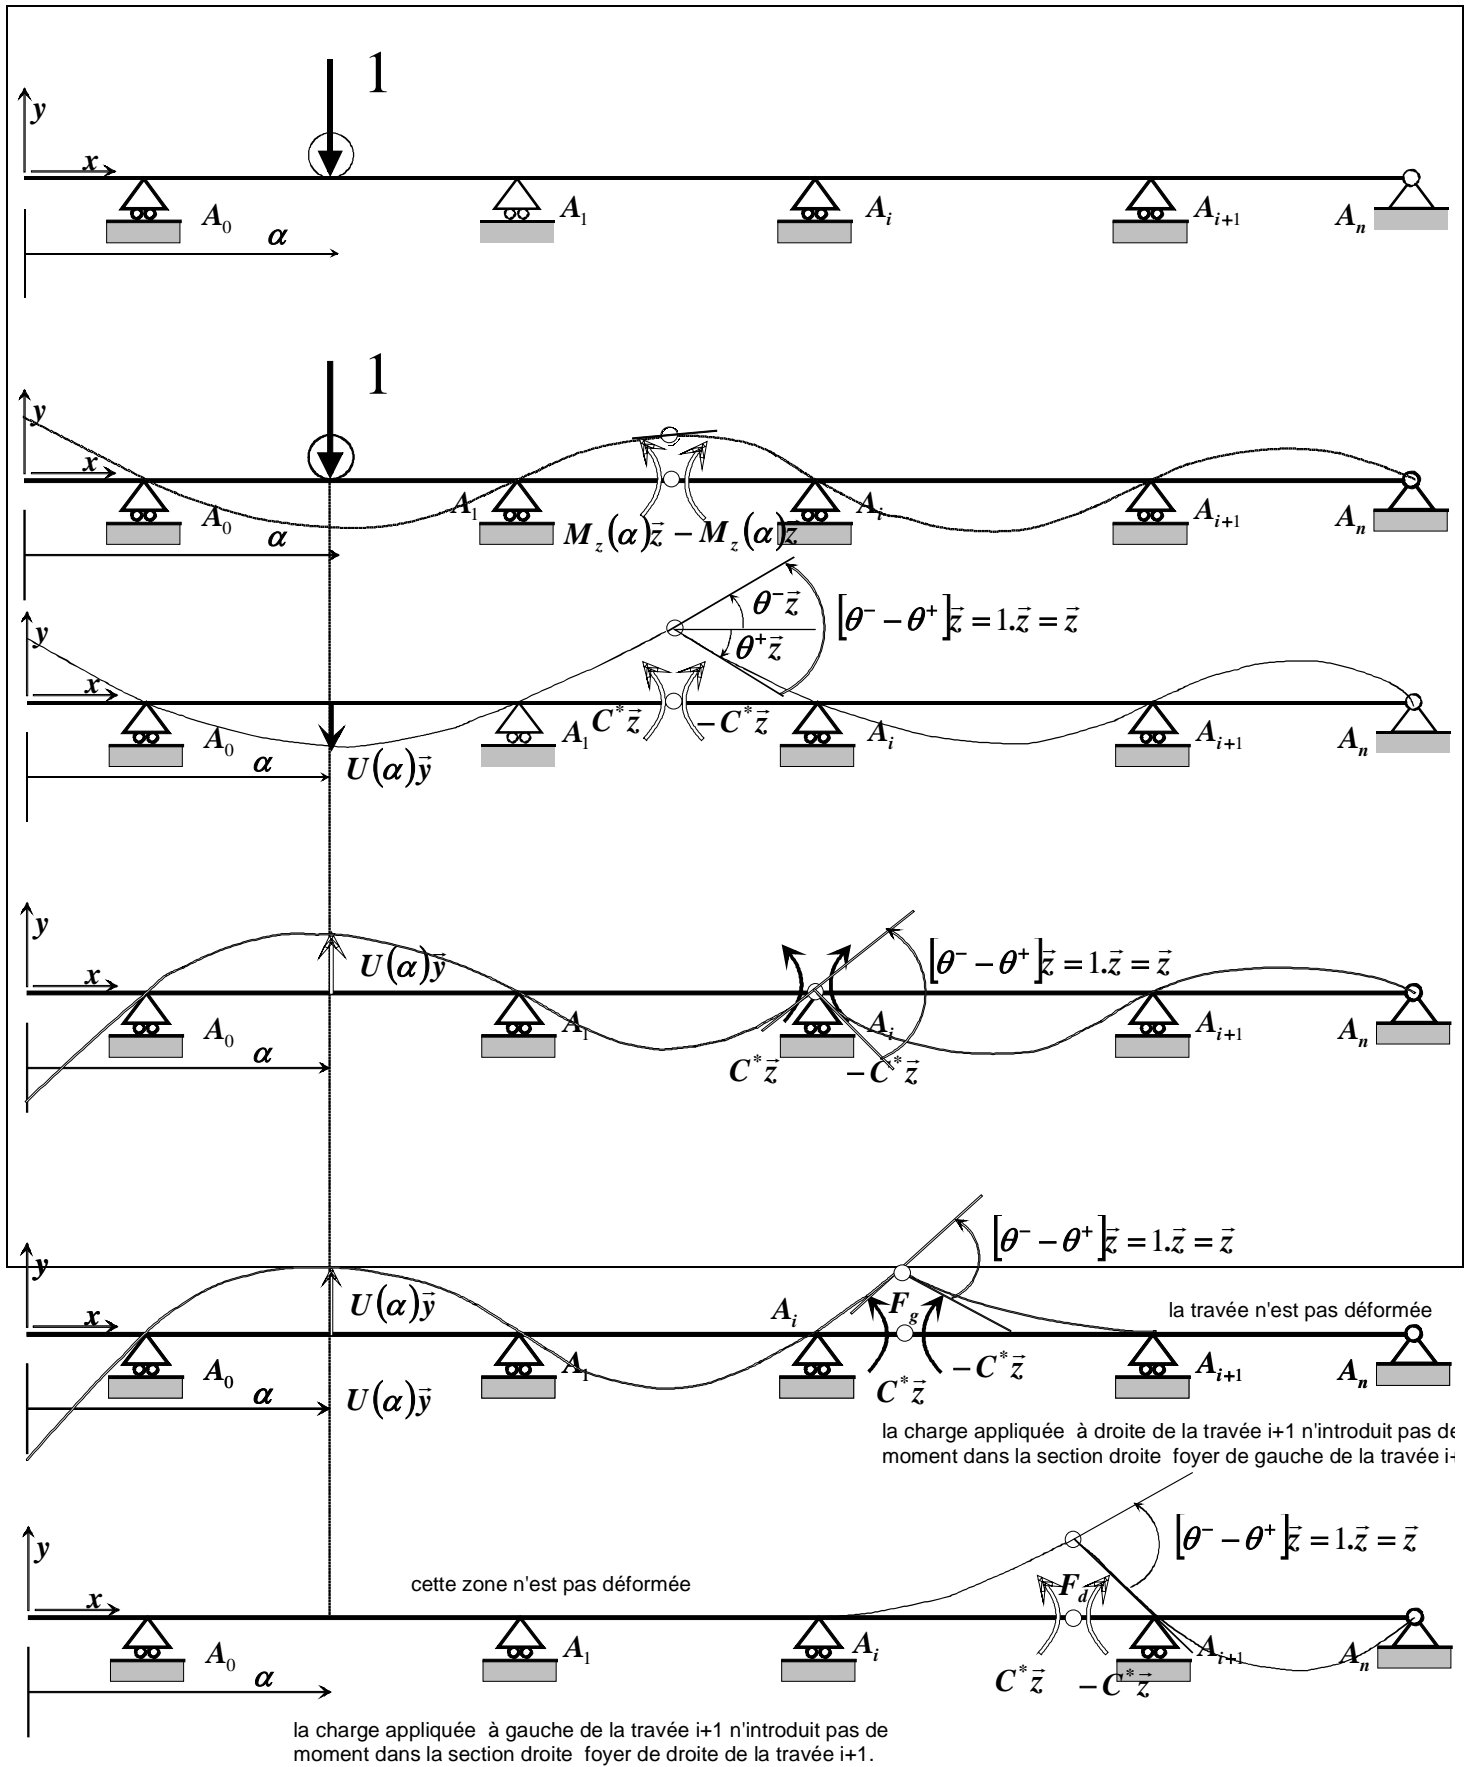 1
y
x
A₀ A₁ Aᵢ Aᵢ₊₁ Aₙ
α
1
y
x
A₀ A₁ Aᵢ Aᵢ₊₁ Aₙ
α
M_z(α)z⃗ − M_z(α)z⃗
θ⁻z⃗
[θ⁻ − θ⁺]z⃗ = 1.z⃗ = z⃗
θ⁺z⃗
y
x
C*z⃗ −C*z⃗
A₀ A₁ Aᵢ Aᵢ₊₁ Aₙ
α
U(α)y⃗
y
U(α)y⃗
[θ⁻ − θ⁺]z⃗ = 1.z⃗ = z⃗
x
A₀ A₁ Aᵢ Aᵢ₊₁ Aₙ
α
C*z⃗ −C*z⃗
[θ⁻ − θ⁺]z⃗ = 1.z⃗ = z⃗
y
U(α)y⃗
Aᵢ
F_g
la travée n'est pas déformée
x
A₀ A₁ Aᵢ₊₁ Aₙ
−C*z⃗
C*z⃗
α
U(α)y⃗
la charge appliquée à droite de la travée i+1 n'introduit pas de
moment dans la section droite foyer de gauche de la travée i+
[θ⁻ − θ⁺]z⃗ = 1.z⃗ = z⃗
y
cette zone n'est pas déformée
F_d
x
A₀ A₁ Aᵢ Aᵢ₊₁ Aₙ
α
C*z⃗ −C*z⃗
la charge appliquée à gauche de la travée i+1 n'introduit pas de
moment dans la section droite foyer de droite de la travée i+1.